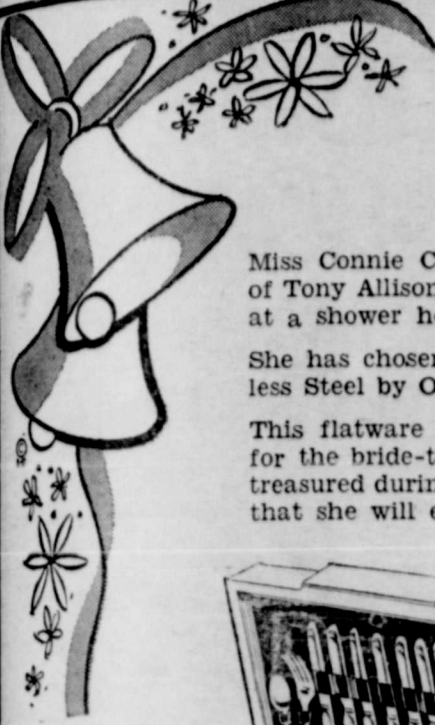 Miss Connie C
of Tony Allison
at a shower h
She has chosen
less Steel by O
This flatware
for the bride-t
treasured durin
that she will e